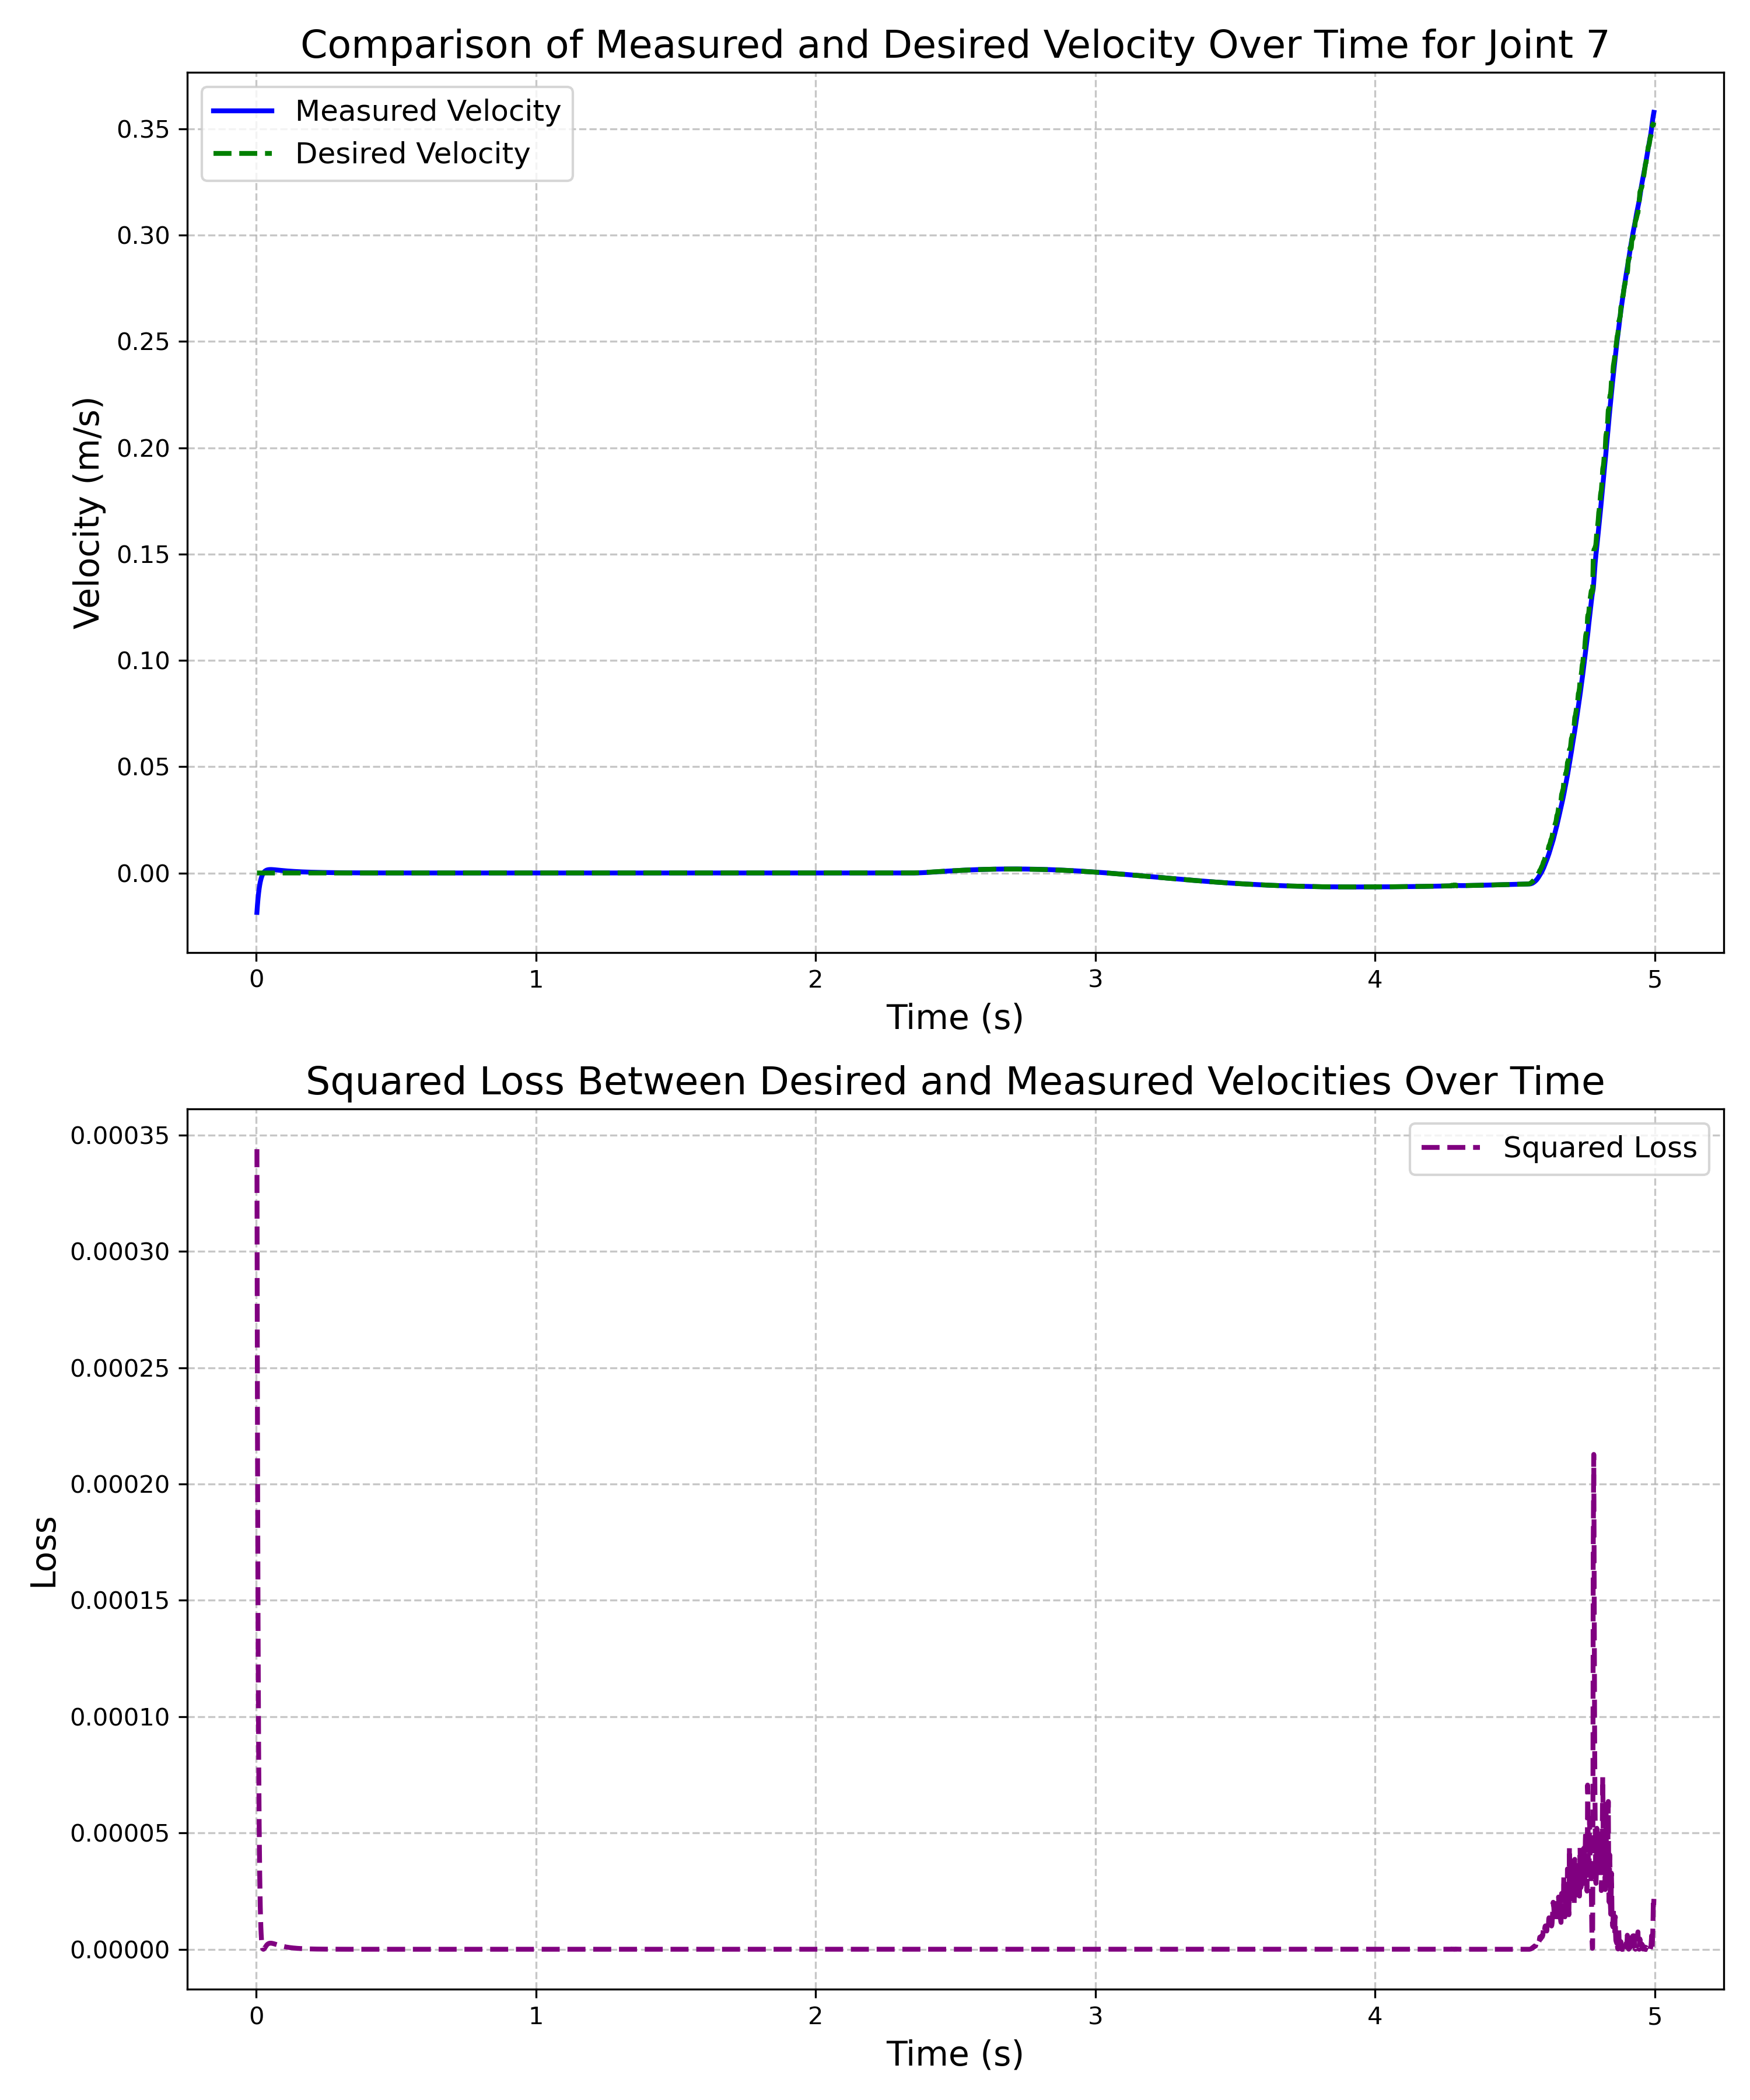 Comparison of Measured and Desired Velocity Over Time for Joint 7
Measured Velocity
Desired Velocity
0.35
0.30
0.25
0.20
0.15
0.10
0.05
0.00
Velocity (m/s)
0 1 2 3 4 5
Time (s)
Squared Loss Between Desired and Measured Velocities Over Time
Squared Loss
0.00035
0.00030
0.00025
0.00020
0.00015
0.00010
0.00005
0.00000
Loss
0 1 2 3 4 5
Time (s)